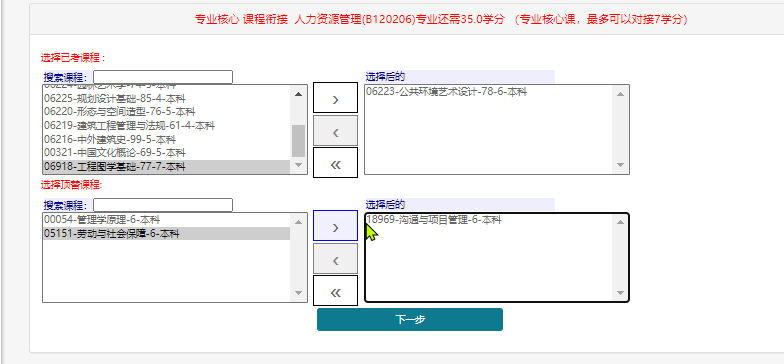 专业核心 课程衔接 人力资源管理(B120206)专业还需35.0学分 （专业核心课，最多可以对接7学分）
选择已考课程：
搜索课程：
选择后的
06225-规划设计基础-85-4-本科
06220-形态与空间造型-76-5-本科
06219-建筑工程管理与法规-61-4-本科
06216-中外建筑史-99-5-本科
00321-中国文化概论-69-5-本科
06918-工程图学基础-77-7-本科
›
‹
«
06223-公共环境艺术设计-78-6-本科
选择顶替课程:
搜索课程：
选择后的
00054-管理学原理-6-本科
05151-劳动与社会保障-6-本科
›
‹
«
18969-沟通与项目管理-6-本科
下一步